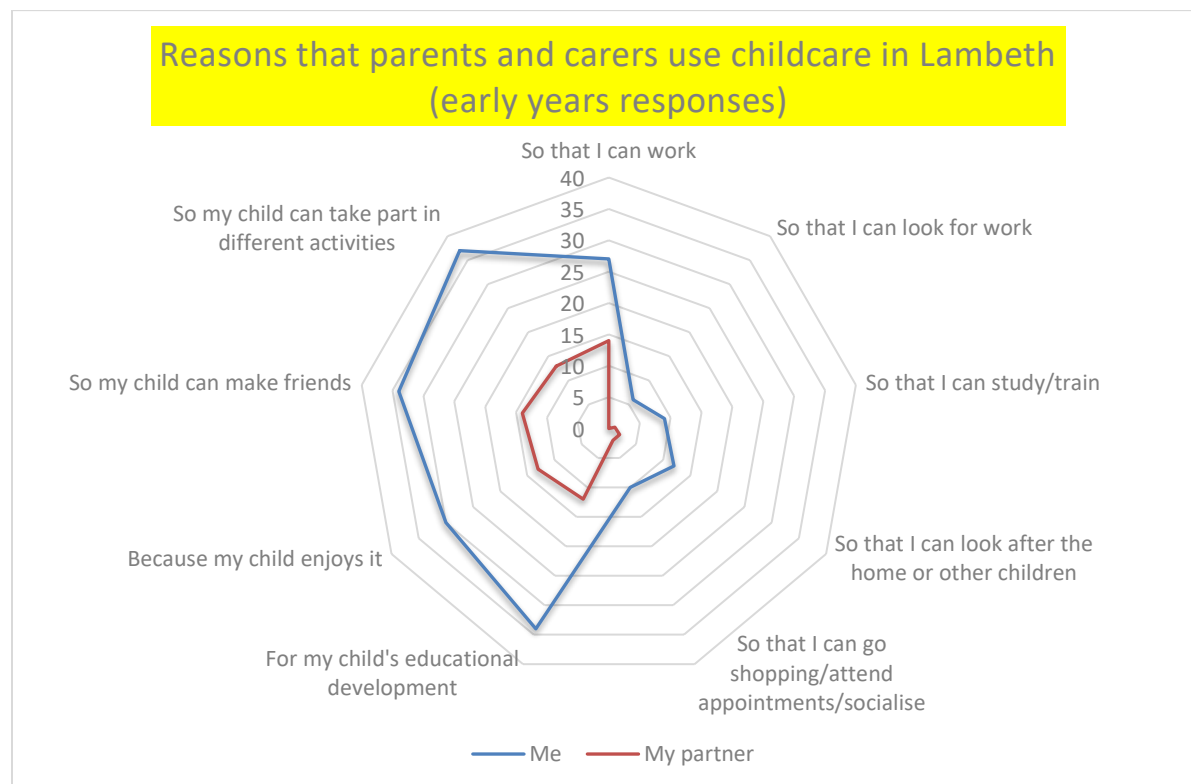 Reasons that parents and carers use childcare in Lambeth
(early years responses)
So that I can work
40
35
30
25
20
15
10
5
0
So that I can look for work
So that I can study/train
So that I can look after the
home or other children
So that I can go
shopping/attend
appointments/socialise
For my child's educational
development
Because my child enjoys it
So my child can make friends
So my child can take part in
different activities
Me
My partner